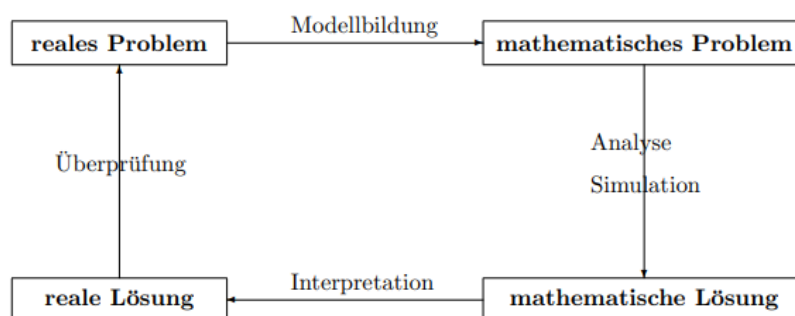 Modellbildung
reales Problem
mathematisches Problem
Analyse
Überprüfung
Simulation
Interpretation
reale Lösung
mathematische Lösung